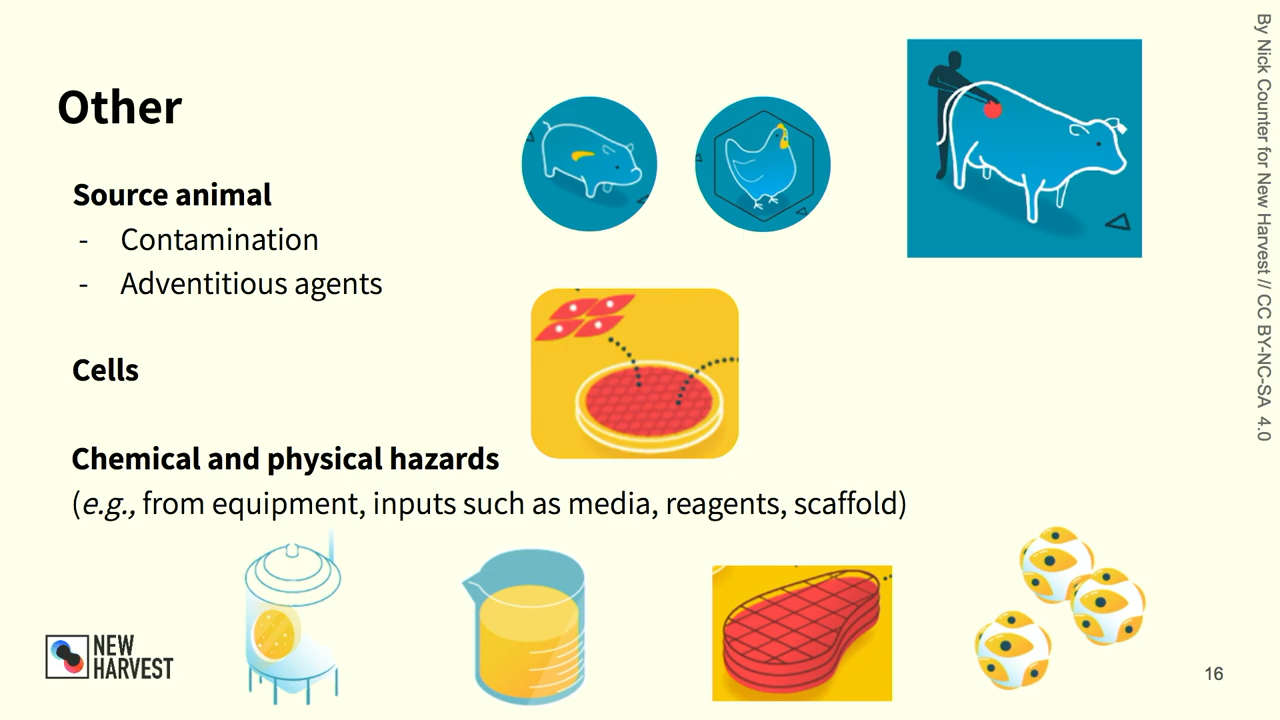 Other
Source animal
- Contamination
- Adventitious agents
Cells
Chemical and physical hazards
(e.g., from equipment, inputs such as media, reagents, scaffold)
NEW
HARVEST
16
By Nick Counter for New Harvest // CC BY-NC-SA 4.0